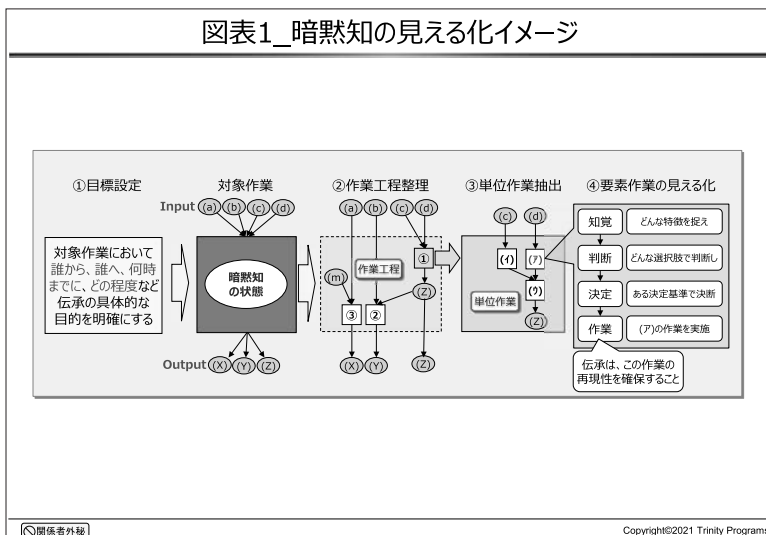 図表1_暗黙知の見える化イメージ
①目標設定
対象作業
②作業工程整理
③単位作業抽出
④要素作業の見える化
Input (a) (b) (c) (d)
(a) (b) (c) (d)
(c) (d)
対象作業において
誰から、誰へ、何時
までに、どの程度など
伝承の具体的な
目的を明確にする
暗黙知
の状態
作業工程
①
(m)
(Z)
③ ②
(イ) (ア)
(ウ)
単位作業
(Z)
知覚 どんな特徴を捉え
判断 どんな選択肢で判断し
決定 ある決定基準で決断
作業 (ア)の作業を実施
Output (X) (Y) (Z)
(X) (Y) (Z)
伝承は、この作業の
再現性を確保すること
関係者外秘
Copyright©2021 Trinity Programs